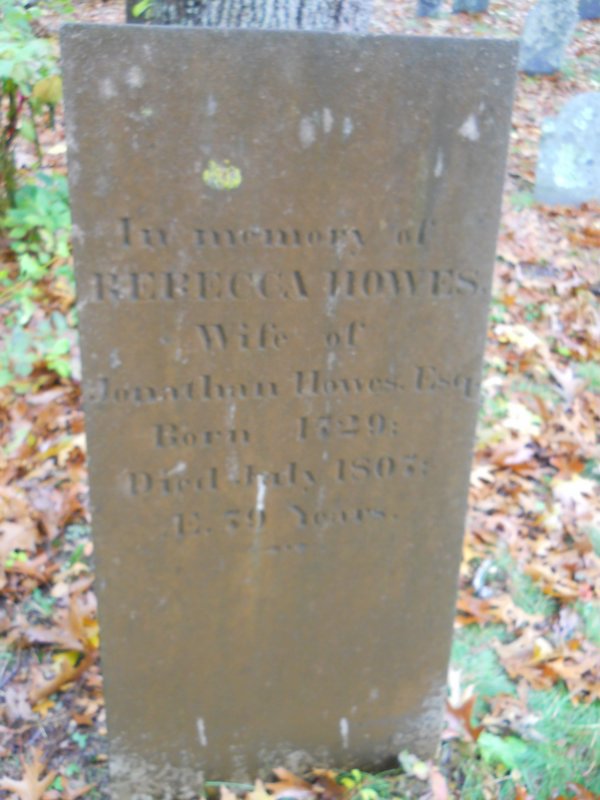 In memory of
REBECCA HOWES.
Wife of
Jonathan Howes. Esq.
Born 1729:
Died July 1807:
Æ. 79 Years.